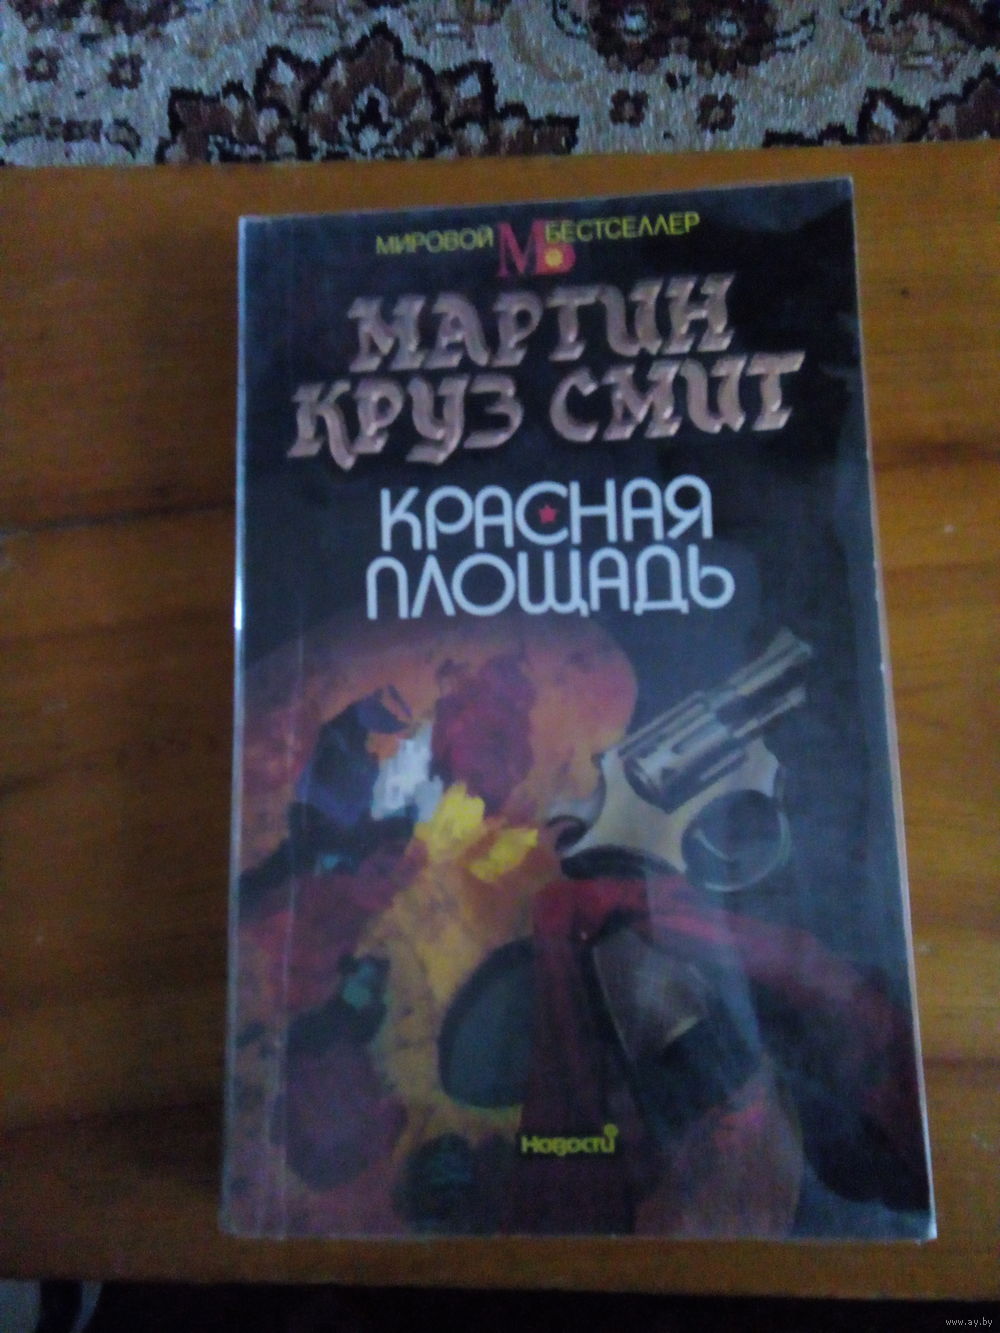 МИРОВОЙ МБ БЕСТСЕЛЛЕР
МАРТИН
КРУЗ СМИТ
КРАСНАЯ
ПЛОЩАДЬ
НОВОСТИ
www.ay.by